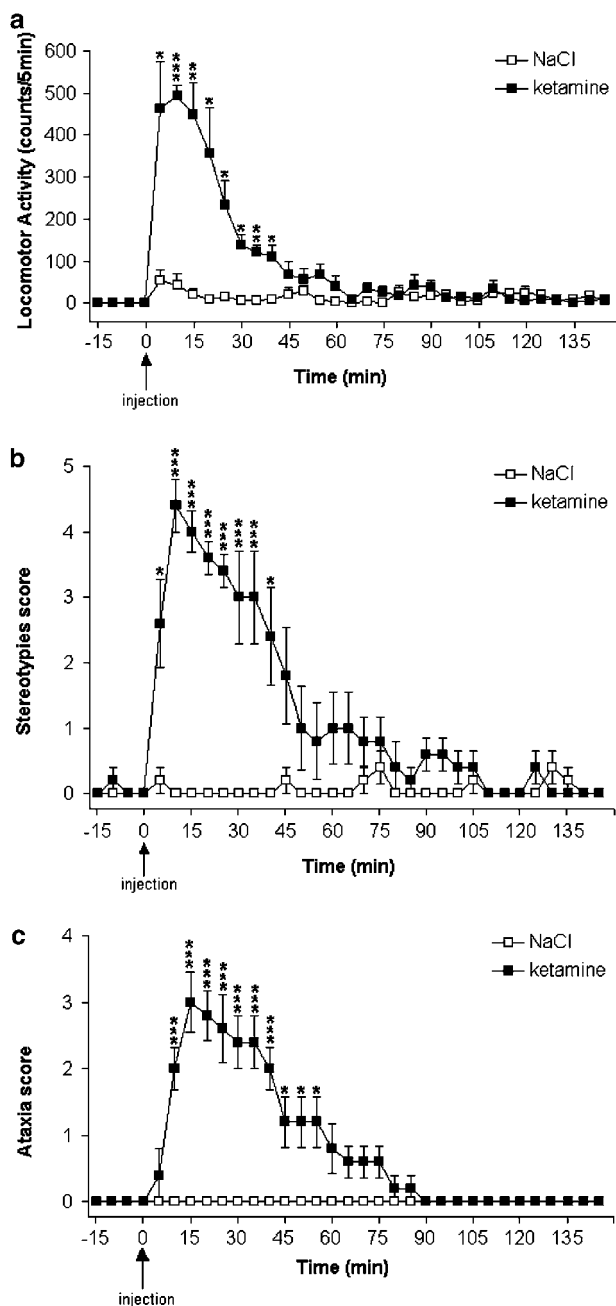 a
Locomotor Activity (counts/5min)
600
500
400
300
200
100
0
* *** ** * * * ** *
NaCl
ketamine
-15 0 15 30 45 60 75 90 105 120 135
injection
Time (min)
b
Stereotypies score
5
4
3
2
1
0
* *** *** *** *** *** *** *
NaCl
ketamine
-15 0 15 30 45 60 75 90 105 120 135
injection
Time (min)
c
Ataxia score
4
3
2
1
0
*** *** *** *** *** *** *** * * *
NaCl
ketamine
-15 0 15 30 45 60 75 90 105 120 135
injection
Time (min)